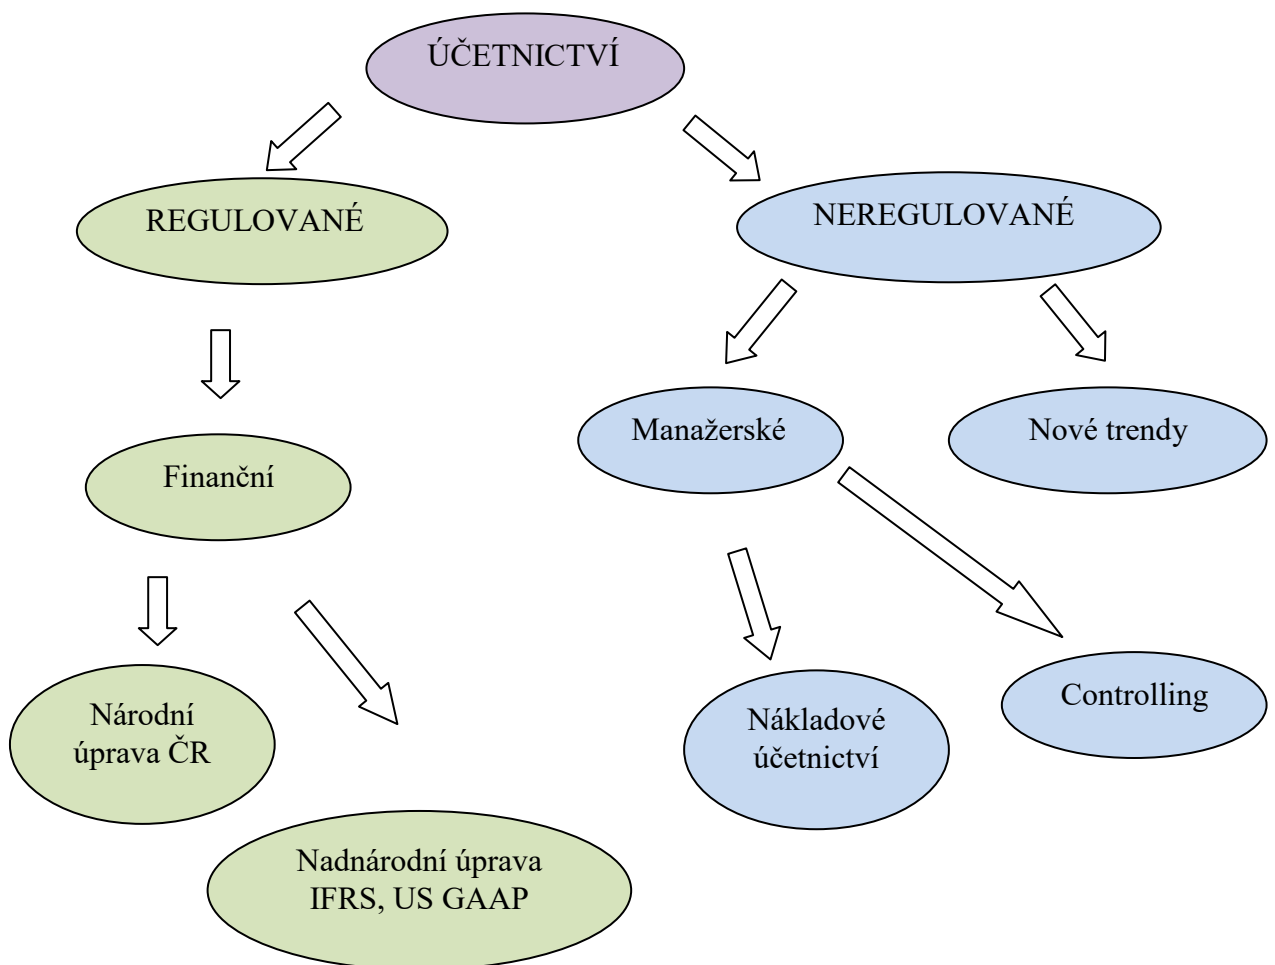 ÚČETNICTVÍ
REGULOVANÉ
NEREGULOVANÉ
Finanční
Manažerské
Nové trendy
Národní
úprava ČR
Nadnárodní úprava
IFRS, US GAAP
Nákladové
účetnictví
Controlling